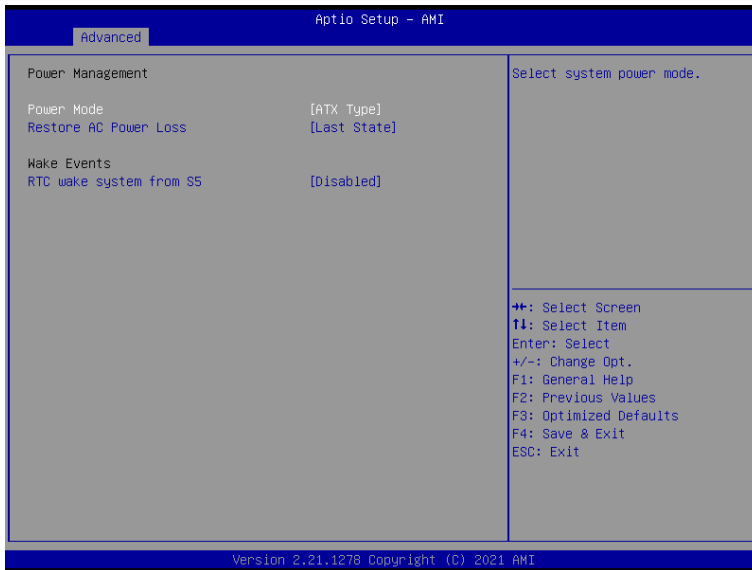 Aptio Setup – AMI
Advanced
Power Management
Power Mode [ATX Type]
Restore AC Power Loss [Last State]
Wake Events
RTC wake system from S5 [Disabled]
Select system power mode.
→←: Select Screen
↑↓: Select Item
Enter: Select
+/-: Change Opt.
F1: General Help
F2: Previous Values
F3: Optimized Defaults
F4: Save & Exit
ESC: Exit
Version 2.21.1278 Copyright (C) 2021 AMI